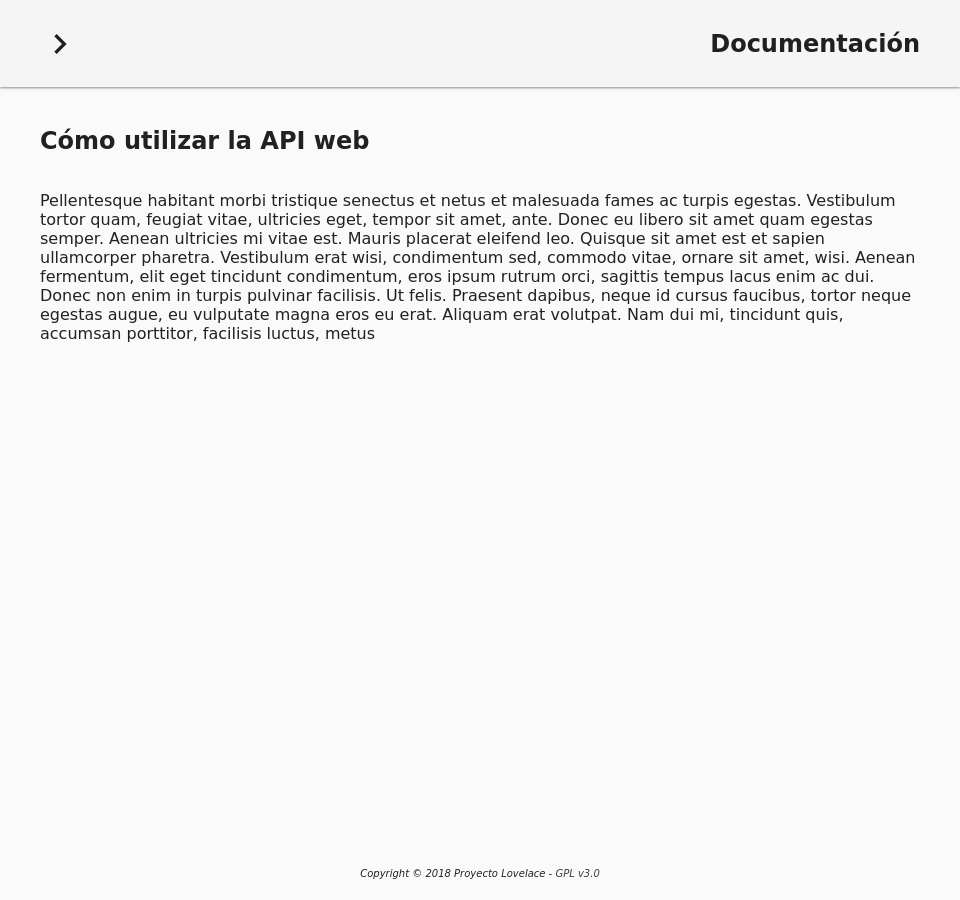 Documentación
Cómo utilizar la API web
Pellentesque habitant morbi tristique senectus et netus et malesuada fames ac turpis egestas. Vestibulum
tortor quam, feugiat vitae, ultricies eget, tempor sit amet, ante. Donec eu libero sit amet quam egestas
semper. Aenean ultricies mi vitae est. Mauris placerat eleifend leo. Quisque sit amet est et sapien
ullamcorper pharetra. Vestibulum erat wisi, condimentum sed, commodo vitae, ornare sit amet, wisi. Aenean
fermentum, elit eget tincidunt condimentum, eros ipsum rutrum orci, sagittis tempus lacus enim ac dui.
Donec non enim in turpis pulvinar facilisis. Ut felis. Praesent dapibus, neque id cursus faucibus, tortor neque
egestas augue, eu vulputate magna eros eu erat. Aliquam erat volutpat. Nam dui mi, tincidunt quis,
accumsan porttitor, facilisis luctus, metus
Copyright © 2018 Proyecto Lovelace - GPL v3.0